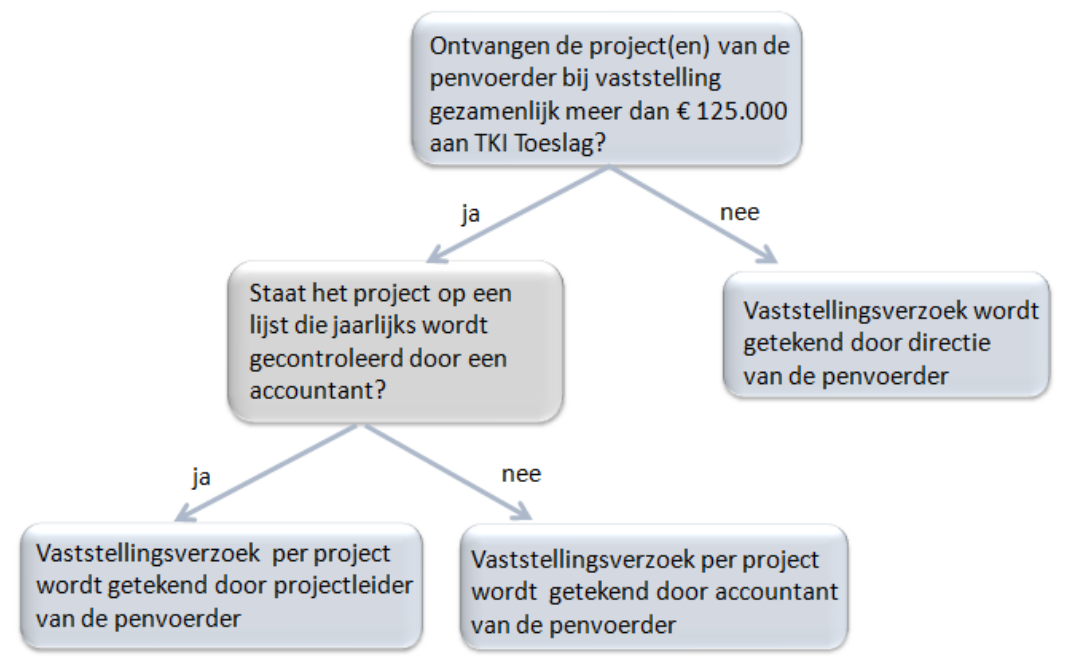 Ontvangen de project(en) van de
penvoerder bij vaststelling
gezamenlijk meer dan € 125.000
aan TKI Toeslag?
ja
nee
Staat het project op een
lijst die jaarlijks wordt
gecontroleerd door een
accountant?
Vaststellingsverzoek wordt
getekend door directie
van de penvoerder
ja
nee
Vaststellingsverzoek per project
wordt getekend door projectleider
van de penvoerder
Vaststellingsverzoek per project
wordt getekend door accountant
van de penvoerder